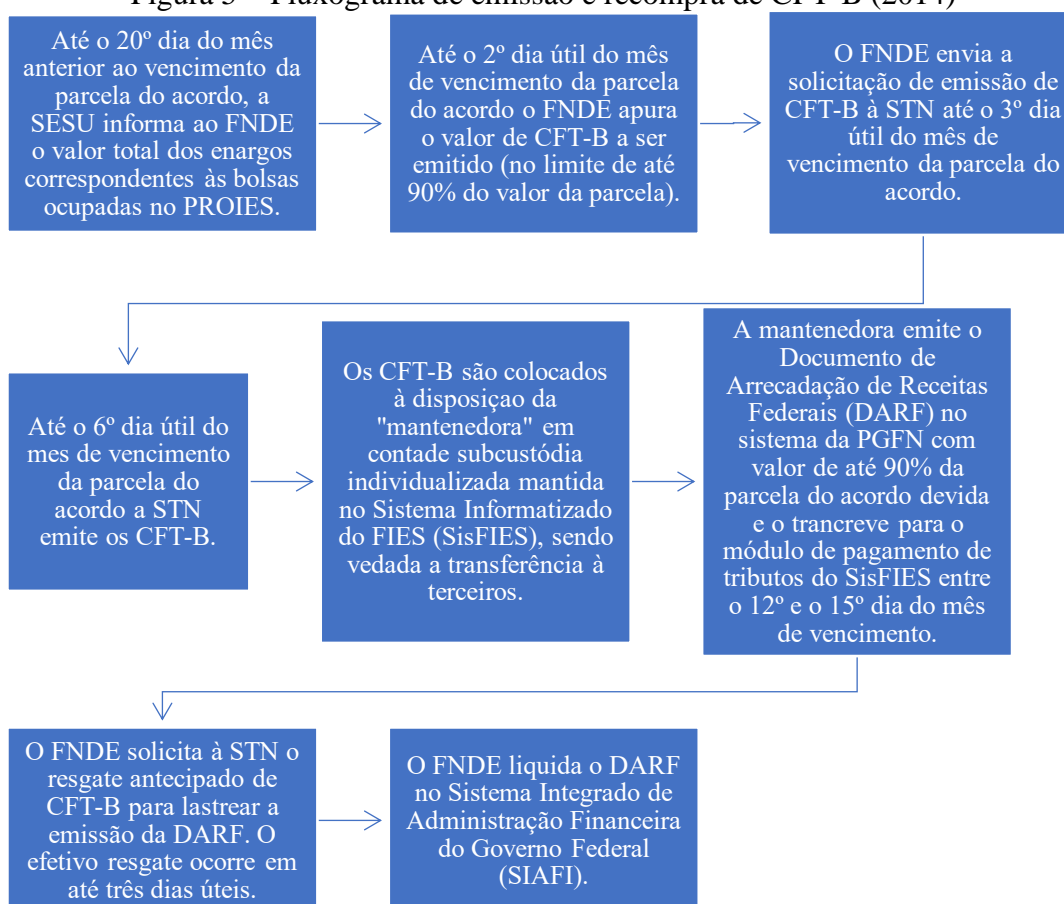 Figura 3 – Fluxograma de emissão e recompra de CFT-B (2014)
Até o 20º dia do mês
anterior ao vencimento da
parcela do acordo, a
SESU informa ao FNDE
o valor total dos enargos
correspondentes às bolsas
ocupadas no PROIES.
Até o 2º dia útil do mês
de vencimento da parcela
do acordo o FNDE apura
o valor de CFT-B a ser
emitido (no limite de até
90% do valor da parcela).
O FNDE envia a
solicitação de emissão de
CFT-B à STN até o 3º dia
útil do mês de
vencimento da parcela do
acordo.
Até o 6º dia útil do
mes de vencimento
da parcela do
acordo a STN
emite os CFT-B.
Os CFT-B são colocados
à disposiçao da
"mantenedora" em
contade subcustódia
individualizada mantida
no Sistema Informatizado
do FIES (SisFIES), sendo
vedada a transferência à
terceiros.
A mantenedora emite o
Documento de
Arrecadação de Receitas
Federais (DARF) no
sistema da PGFN com
valor de até 90% da
parcela do acordo devida
e o trancreve para o
módulo de pagamento de
tributos do SisFIES entre
o 12º e o 15º dia do mês
de vencimento.
O FNDE solicita à STN o
resgate antecipado de
CFT-B para lastrear a
emissão da DARF. O
efetivo resgate ocorre em
até três dias úteis.
O FNDE liquida o DARF
no Sistema Integrado de
Administração Financeira
do Governo Federal
(SIAFI).